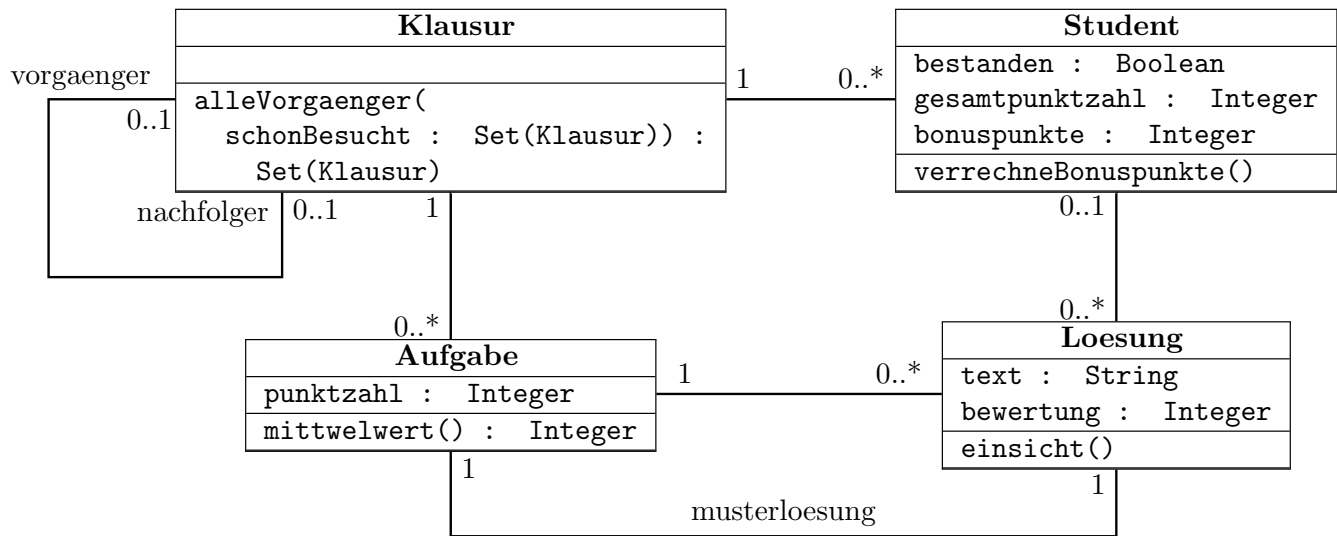 Klausur
vorgaenger
0..1
alleVorgaenger(
schonBesucht : Set(Klausur)) :
Set(Klausur)
nachfolger
0..1
1
1
0..*
Student
bestanden : Boolean
gesamtpunktzahl : Integer
bonuspunkte : Integer
verrechneBonuspunkte()
0..1
0..*
0..*
Aufgabe
punktzahl : Integer
mittwelwert() : Integer
1
0..*
Loesung
text : String
bewertung : Integer
einsicht()
1
musterloesung
1